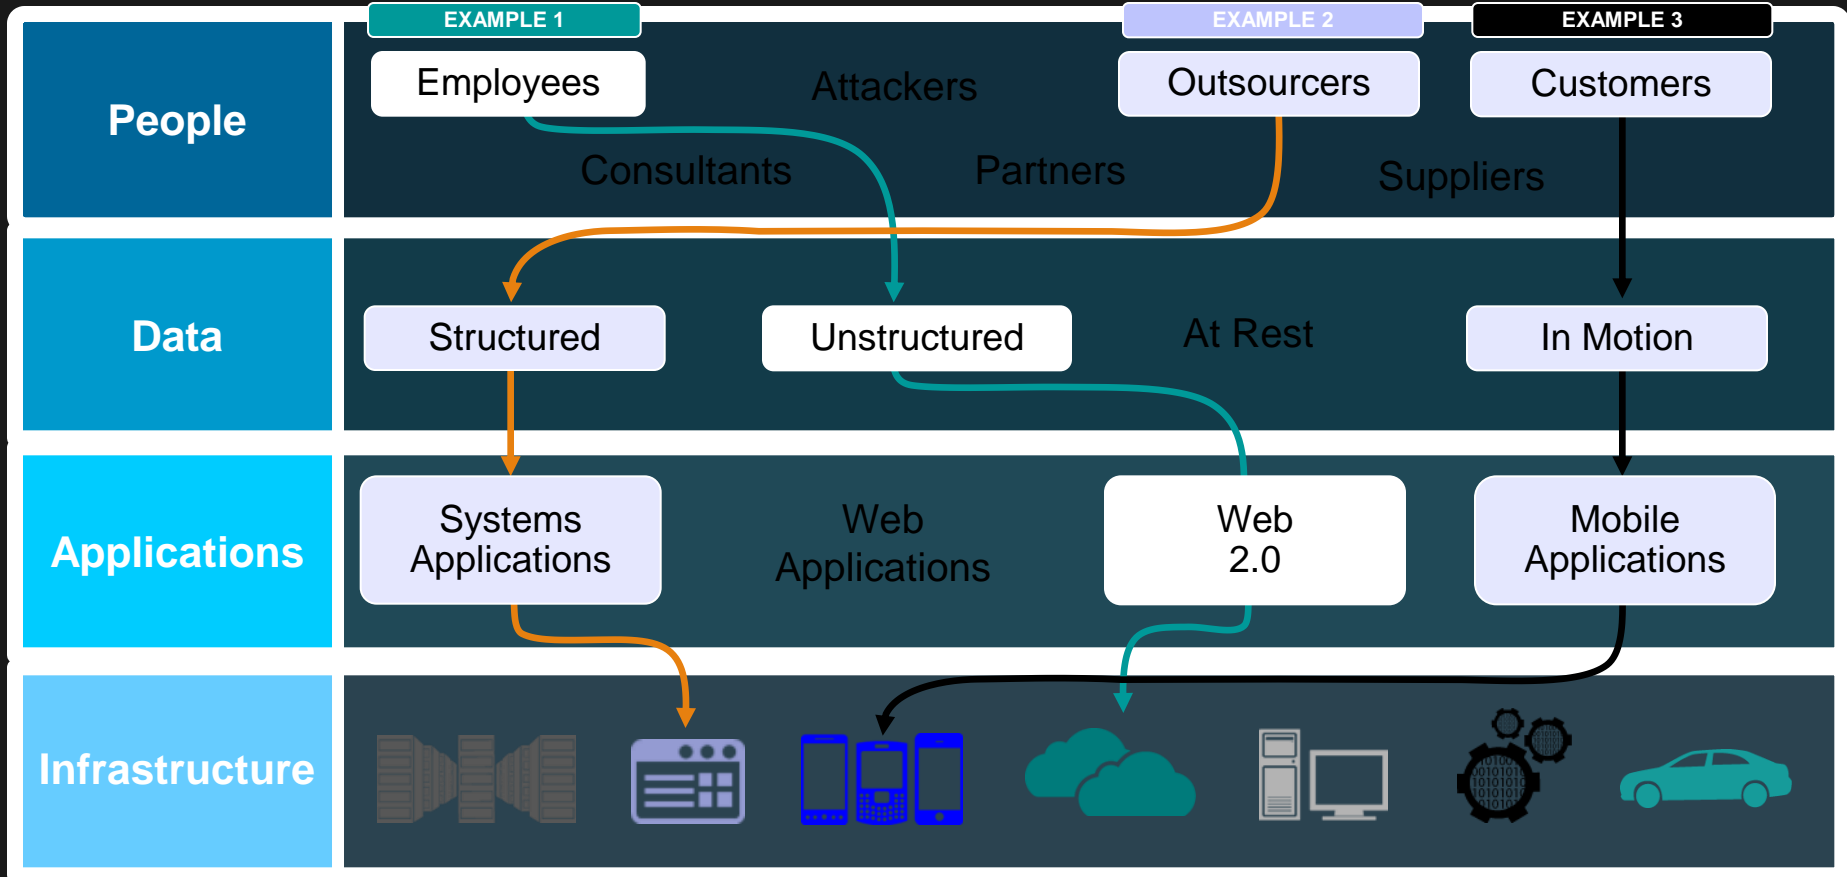 EXAMPLE 1
EXAMPLE 2
EXAMPLE 3
People
Employees
Attackers
Outsourcers
Customers
Consultants
Partners
Suppliers
Data
Structured
Unstructured
At Rest
In Motion
Applications
Systems
Applications
Web
Applications
Web
2.0
Mobile
Applications
Infrastructure